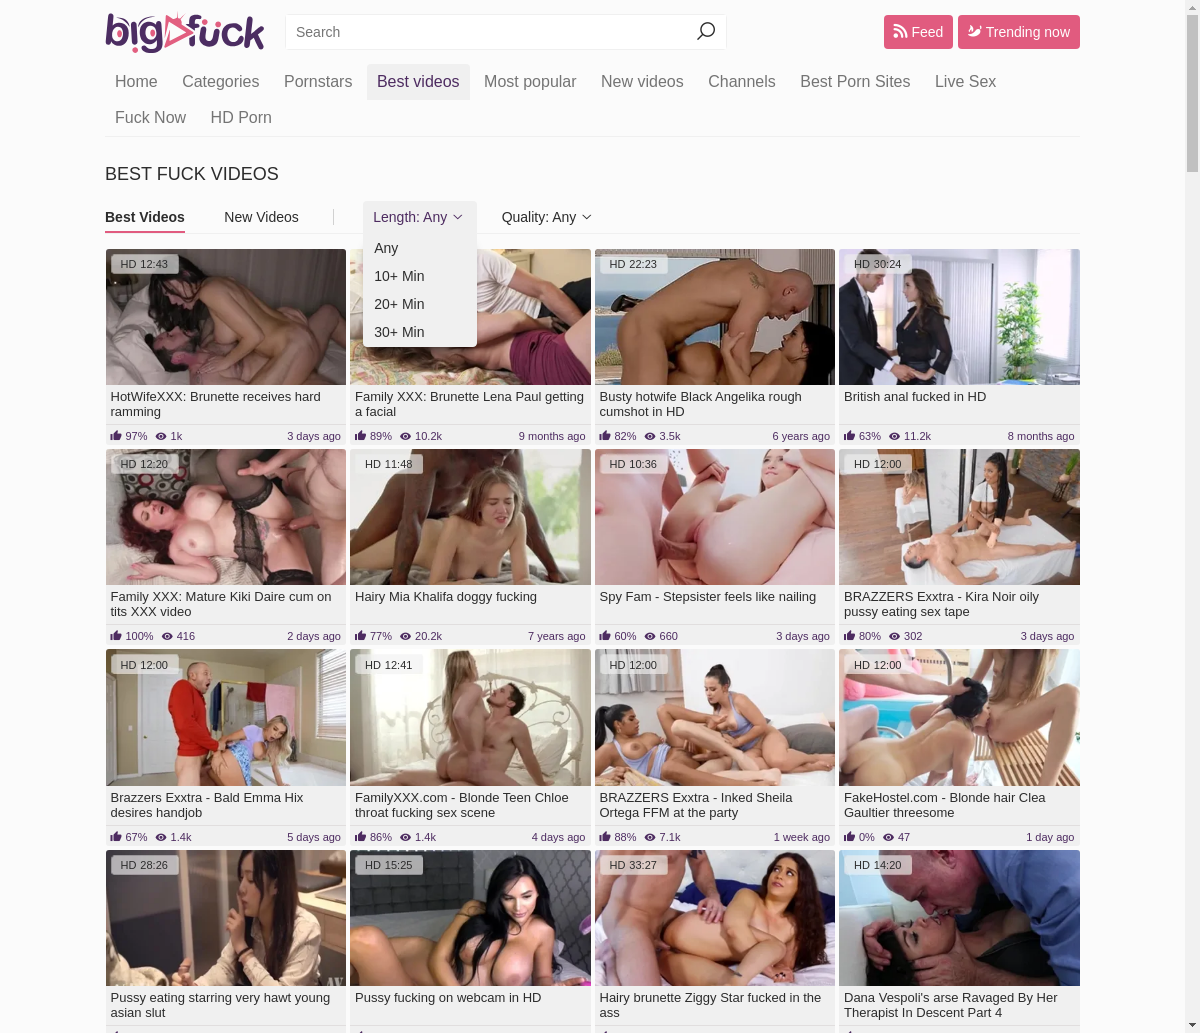 bigfuck
Search
Feed
Trending now
Home Categories Pornstars Best videos Most popular New videos Channels Best Porn Sites Live Sex
Fuck Now HD Porn
BEST FUCK VIDEOS
Best Videos New Videos Length: Any Quality: Any
Any
10+ Min
20+ Min
30+ Min
HD 12:43
HD 22:23
HD 30:24
HotWifeXXX: Brunette receives hard
ramming
97% 1k 3 days ago
Family XXX: Brunette Lena Paul getting
a facial
89% 10.2k 9 months ago
Busty hotwife Black Angelika rough
cumshot in HD
82% 3.5k 6 years ago
British anal fucked in HD
63% 11.2k 8 months ago
HD 12:20
HD 11:48
HD 10:36
HD 12:00
Family XXX: Mature Kiki Daire cum on
tits XXX video
100% 416 2 days ago
Hairy Mia Khalifa doggy fucking
77% 20.2k 7 years ago
Spy Fam - Stepsister feels like nailing
60% 660 3 days ago
BRAZZERS Exxtra - Kira Noir oily
pussy eating sex tape
80% 302 3 days ago
HD 12:00
HD 12:41
HD 12:00
HD 12:00
Brazzers Exxtra - Bald Emma Hix
desires handjob
67% 1.4k 5 days ago
FamilyXXX.com - Blonde Teen Chloe
throat fucking sex scene
86% 1.4k 4 days ago
BRAZZERS Exxtra - Inked Sheila
Ortega FFM at the party
88% 7.1k 1 week ago
FakeHostel.com - Blonde hair Clea
Gaultier threesome
0% 47 1 day ago
HD 28:26
HD 15:25
HD 33:27
HD 14:20
Pussy eating starring very hawt young
asian slut
Pussy fucking on webcam in HD
Hairy brunette Ziggy Star fucked in the
ass
Dana Vespoli's arse Ravaged By Her
Therapist In Descent Part 4